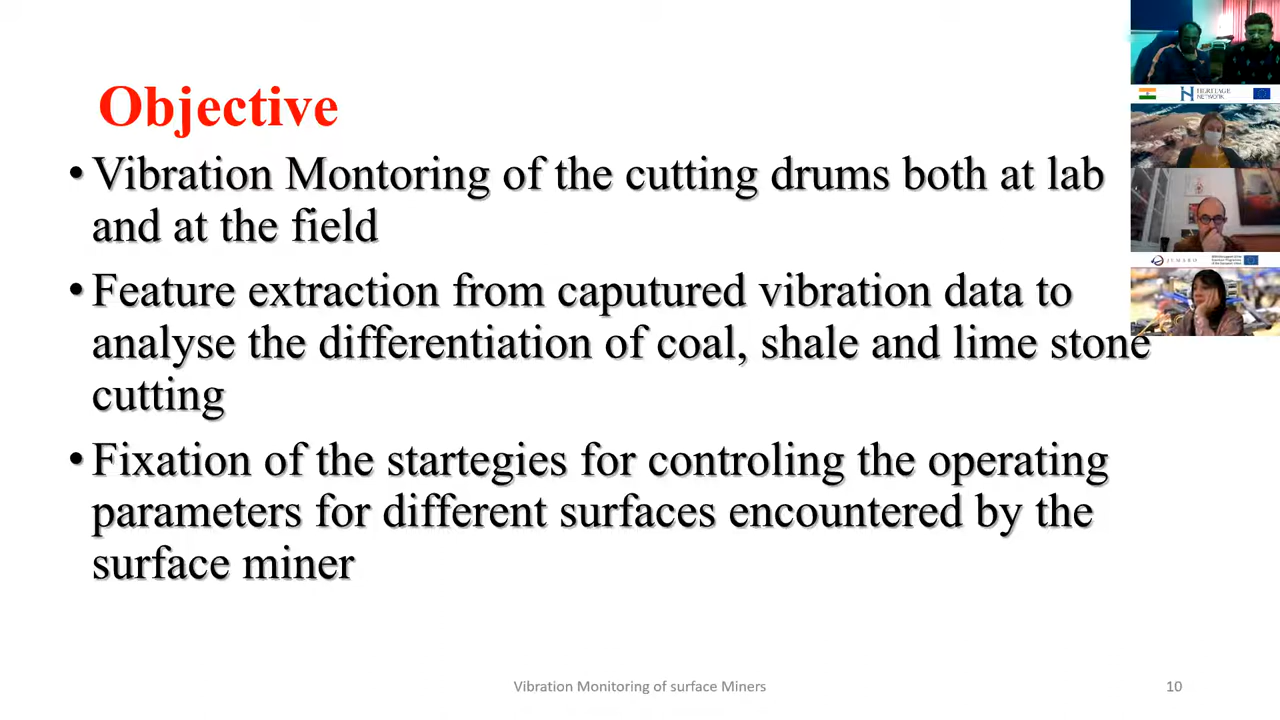 Objective
• Vibration Montoring of the cutting drums both at lab
and at the field
• Feature extraction from caputured vibration data to
analyse the differentiation of coal, shale and lime stone
cutting
• Fixation of the startegies for controling the operating
parameters for different surfaces encountered by the
surface miner
Vibration Monitoring of surface Miners
10
HERITAGE
NETWORK